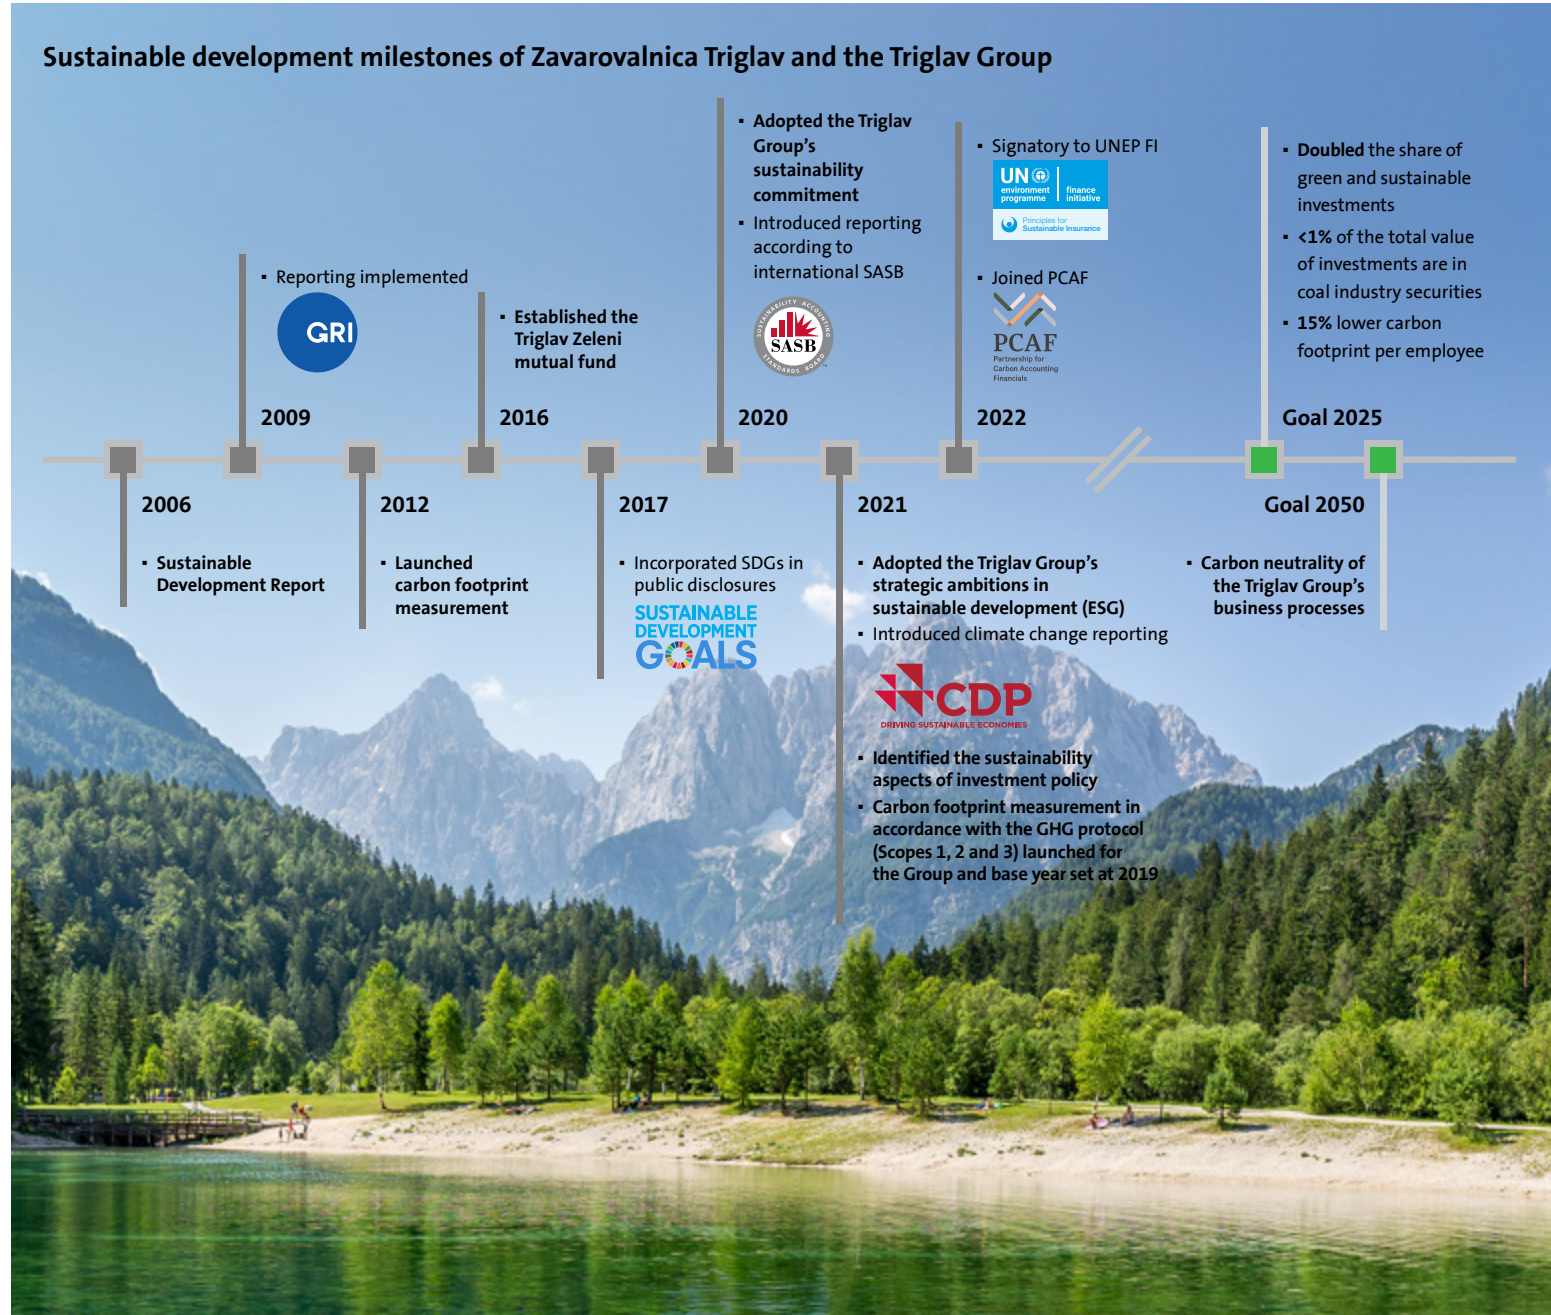 Sustainable development milestones of Zavarovalnica Triglav and the Triglav Group
2006
▪ Sustainable
Development Report
2009
▪ Reporting implemented
GRI
2012
▪ Launched
carbon footprint
measurement
2016
▪ Established the
Triglav Zeleni
mutual fund
2017
▪ Incorporated SDGs in
public disclosures
SUSTAINABLE
DEVELOPMENT
GOALS
2020
▪ Adopted the Triglav
Group's
sustainability
commitment
▪ Introduced reporting
according to
international SASB
SUSTAINABILITY ACCOUNTING
SASB
STANDARDS BOARD
2021
▪ Adopted the Triglav Group's
strategic ambitions in
sustainable development (ESG)
▪ Introduced climate change reporting
CDP
DRIVING SUSTAINABLE ECONOMIES
▪ Identified the sustainability
aspects of investment policy
▪ Carbon footprint measurement in
accordance with the GHG protocol
(Scopes 1, 2 and 3) launched for
the Group and base year set at 2019
2022
▪ Signatory to UNEP FI
UN
environment
programme
finance
initiative
Principles for
Sustainable Insurance
▪ Joined PCAF
PCAF
Partnership for
Carbon Accounting
Financials
Goal 2025
▪ Doubled the share of
green and sustainable
investments
▪ <1% of the total value
of investments are in
coal industry securities
▪ 15% lower carbon
footprint per employee
Goal 2050
▪ Carbon neutrality of
the Triglav Group's
business processes